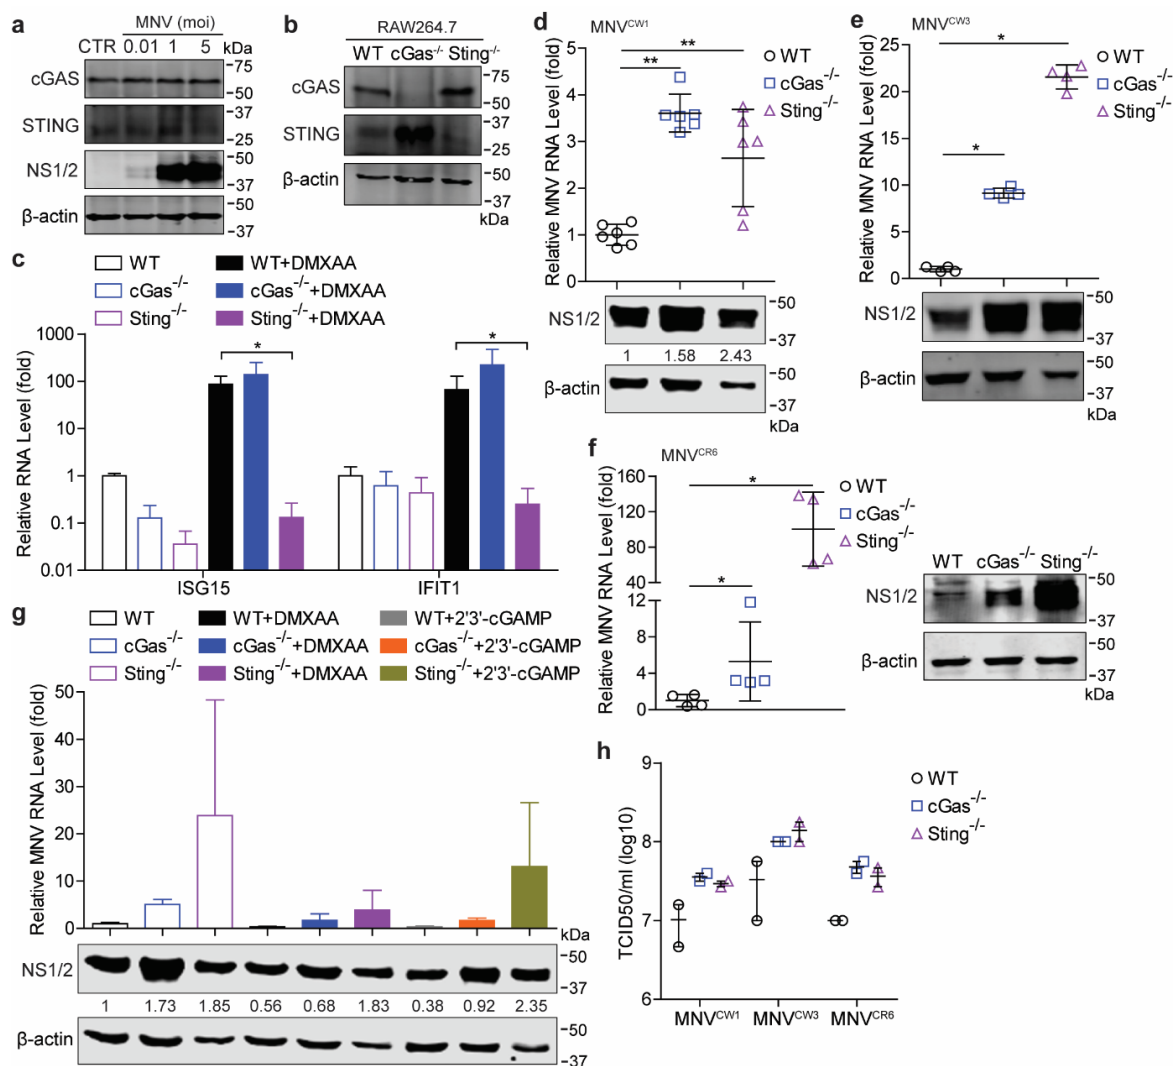 a
MNV (moi)
CTR 0.01 1 5 kDa
cGAS
-75
-50
STING
-37
-25
NS1/2
-50
-37
β-actin
-50
-37
b
RAW264.7
WT cGas-/- Sting-/-
cGAS
-75
-50
STING
-37
-25
β-actin
-50
-37
kDa
c
WT
cGas-/-
Sting-/-
WT+DMXAA
cGas-/-+DMXAA
Sting-/-+DMXAA
Relative RNA Level (fold)
1000
100
10
1
0.1
0.01
*
*
ISG15
IFIT1
d
MNVCW1
Relative MNV RNA Level (fold)
5
4
3
2
1
0
**
**
WT
cGas-/-
Sting-/-
NS1/2
-50
-37
1 1.58 2.43
β-actin
-50
-37
kDa
e
MNVCW3
Relative MNV RNA Level (fold)
25
20
15
10
5
0
*
*
WT
cGas-/-
Sting-/-
NS1/2
-50
-37
β-actin
-50
-37
kDa
f
MNVCR6
Relative MNV RNA Level (fold)
160
120
80
40
12
8
4
0
*
*
WT
cGas-/-
Sting-/-
WT cGas-/- Sting-/-
NS1/2
-50
-37
β-actin
-50
-37
kDa
g
WT
cGas-/-
Sting-/-
WT+DMXAA
cGas-/-+DMXAA
Sting-/-+DMXAA
WT+2'3'-cGAMP
cGas-/-+2'3'-cGAMP
Sting-/-+2'3'-cGAMP
Relative MNV RNA Level (fold)
50
40
30
20
10
0
kDa
NS1/2
-50
-37
1 1.73 1.85 0.56 0.68 1.83 0.38 0.92 2.35
β-actin
-50
-37
h
TCID50/ml (log10)
9
8
7
6
WT
cGas-/-
Sting-/-
MNVCW1 MNVCW3 MNVCR6